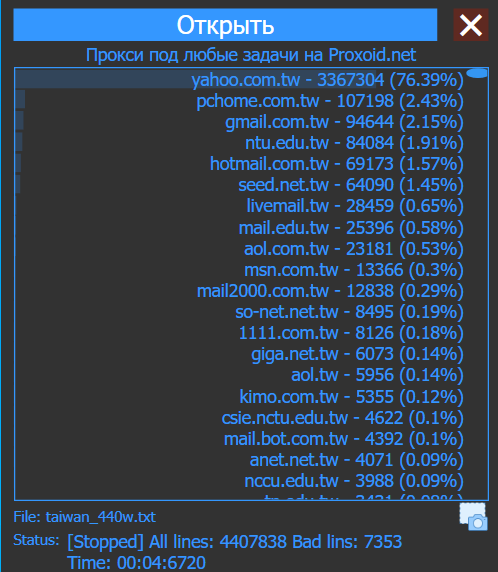 Открыть
Прокси под любые задачи на Proxoid.net
yahoo.com.tw - 3367304 (76.39%)
pchome.com.tw - 107198 (2.43%)
gmail.com.tw - 94644 (2.15%)
ntu.edu.tw - 84084 (1.91%)
hotmail.com.tw - 69173 (1.57%)
seed.net.tw - 64090 (1.45%)
livemail.tw - 28459 (0.65%)
mail.edu.tw - 25396 (0.58%)
aol.com.tw - 23181 (0.53%)
msn.com.tw - 13366 (0.3%)
mail2000.com.tw - 12838 (0.29%)
so-net.net.tw - 8495 (0.19%)
1111.com.tw - 8126 (0.18%)
giga.net.tw - 6073 (0.14%)
aol.tw - 5956 (0.14%)
kimo.com.tw - 5355 (0.12%)
csie.nctu.edu.tw - 4622 (0.1%)
mail.bot.com.tw - 4392 (0.1%)
anet.net.tw - 4071 (0.09%)
nccu.edu.tw - 3988 (0.09%)
File: taiwan_440w.txt
Status: [Stopped] All lines: 4407838 Bad lins: 7353
Time: 00:04:6720